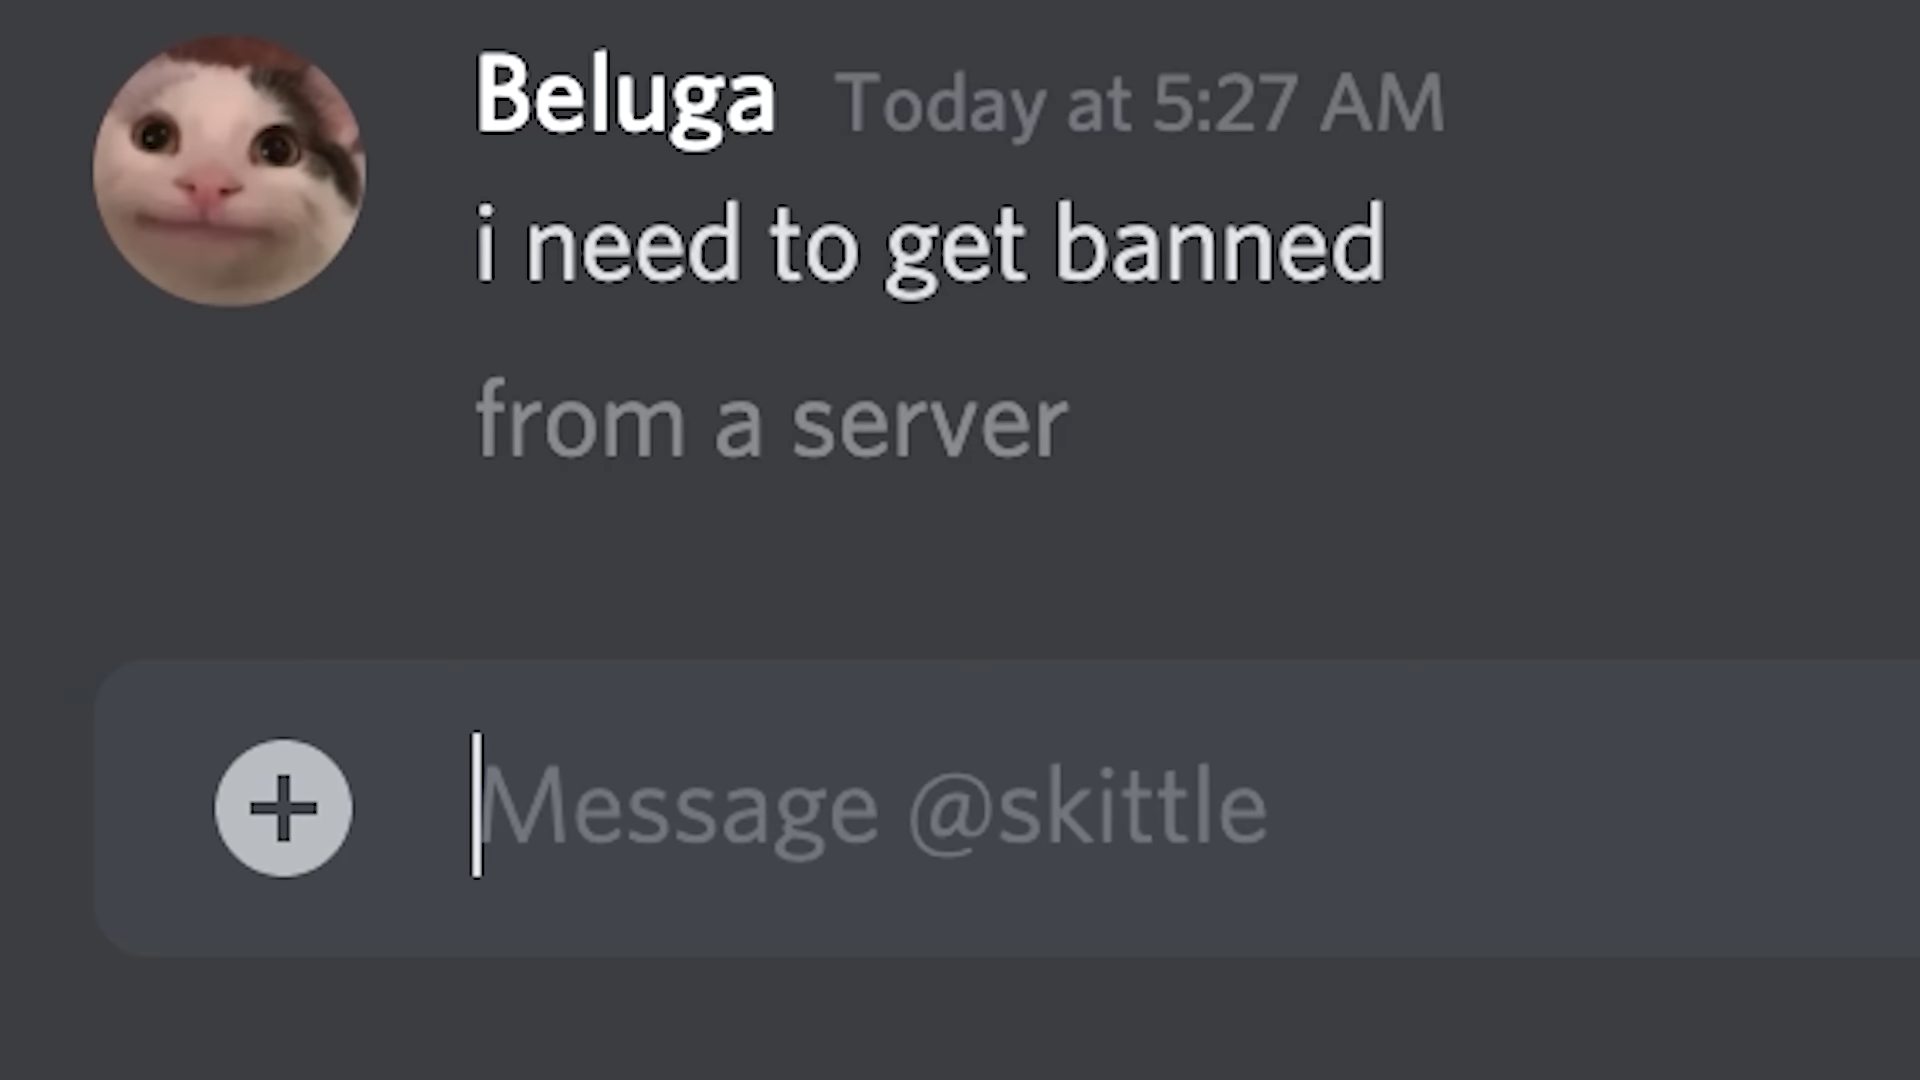 Beluga Today at 5:27 AM
i need to get banned
from a server
Message @skittle